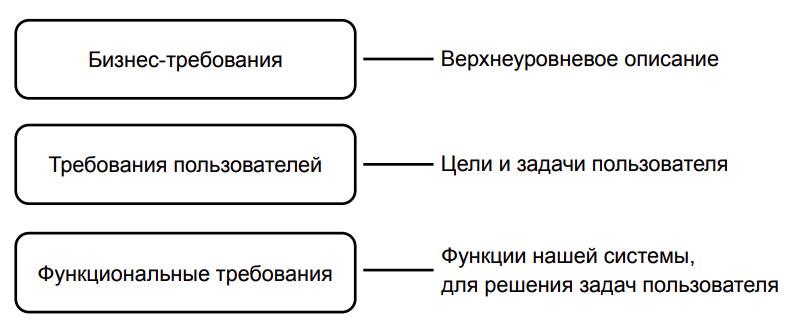 Бизнес-требования
Верхнеуровневое описание
Требования пользователей
Цели и задачи пользователя
Функциональные требования
Функции нашей системы,
для решения задач пользователя